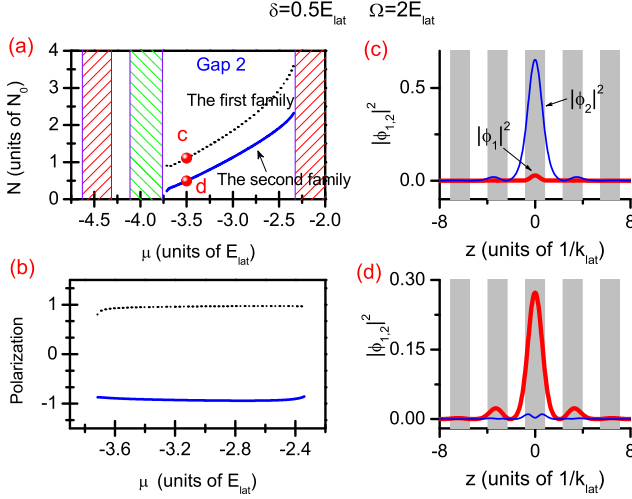 δ=0.5E_lat Ω=2E_lat
(a)
N (units of N_0)
4
3
2
1
0
Gap 2
The first family
c
d
The second family
-4.5 -4.0 -3.5 -3.0 -2.5 -2.0
μ (units of E_lat)
(b)
Polarization
1
0
-1
-3.6 -3.2 -2.8 -2.4
μ (units of E_lat)
(c)
|ϕ_{1,2}|^2
0.5
0.0
|ϕ_2|^2
|ϕ_1|^2
-8 0 8
z (units of 1/k_lat)
(d)
|ϕ_{1,2}|^2
0.30
0.15
0.00
-8 0 8
z (units of 1/k_lat)